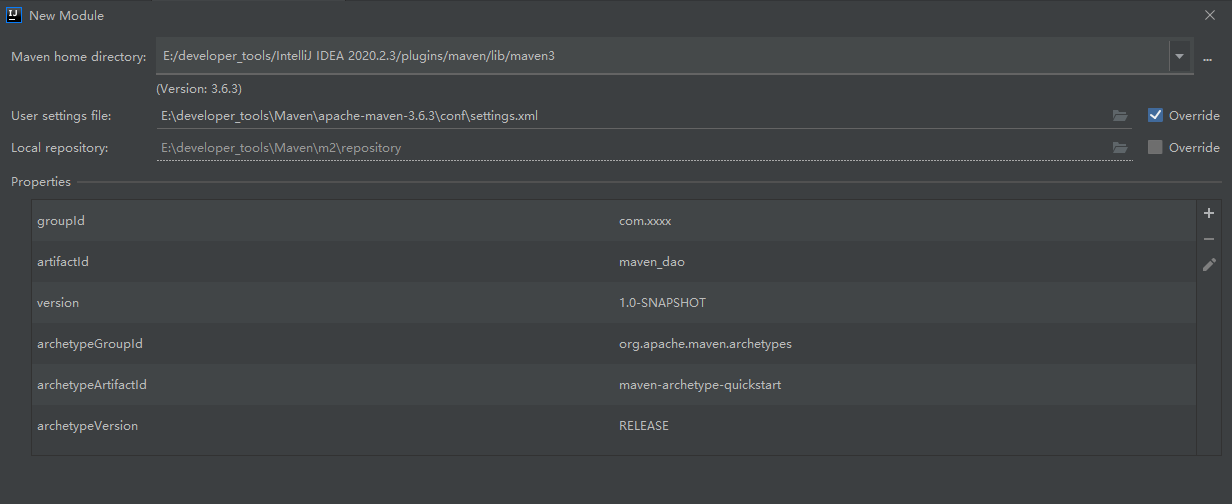 New Module
Maven home directory: E:/developer_tools/IntelliJ IDEA 2020.2.3/plugins/maven/lib/maven3
(Version: 3.6.3)
User settings file: E:\developer_tools\Maven\apache-maven-3.6.3\conf\settings.xml Override
Local repository: E:\developer_tools\Maven\m2\repository Override
Properties
groupId com.xxxx
artifactId maven_dao
version 1.0-SNAPSHOT
archetypeGroupId org.apache.maven.archetypes
archetypeArtifactId maven-archetype-quickstart
archetypeVersion RELEASE